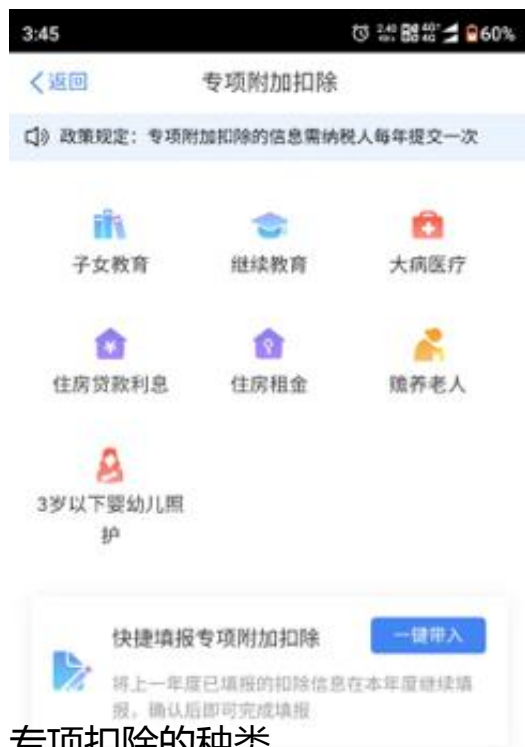 3:45
60%
返回
专项附加扣除
政策规定：专项附加扣除的信息需纳税人每年提交一次
子女教育
继续教育
大病医疗
住房贷款利息
住房租金
赡养老人
3岁以下婴幼儿照
护
快捷填报专项附加扣除
一键带入
将上一年度已填报的扣除信息在本年度继续填
报，确认后即可完成填报
专项扣除的种类